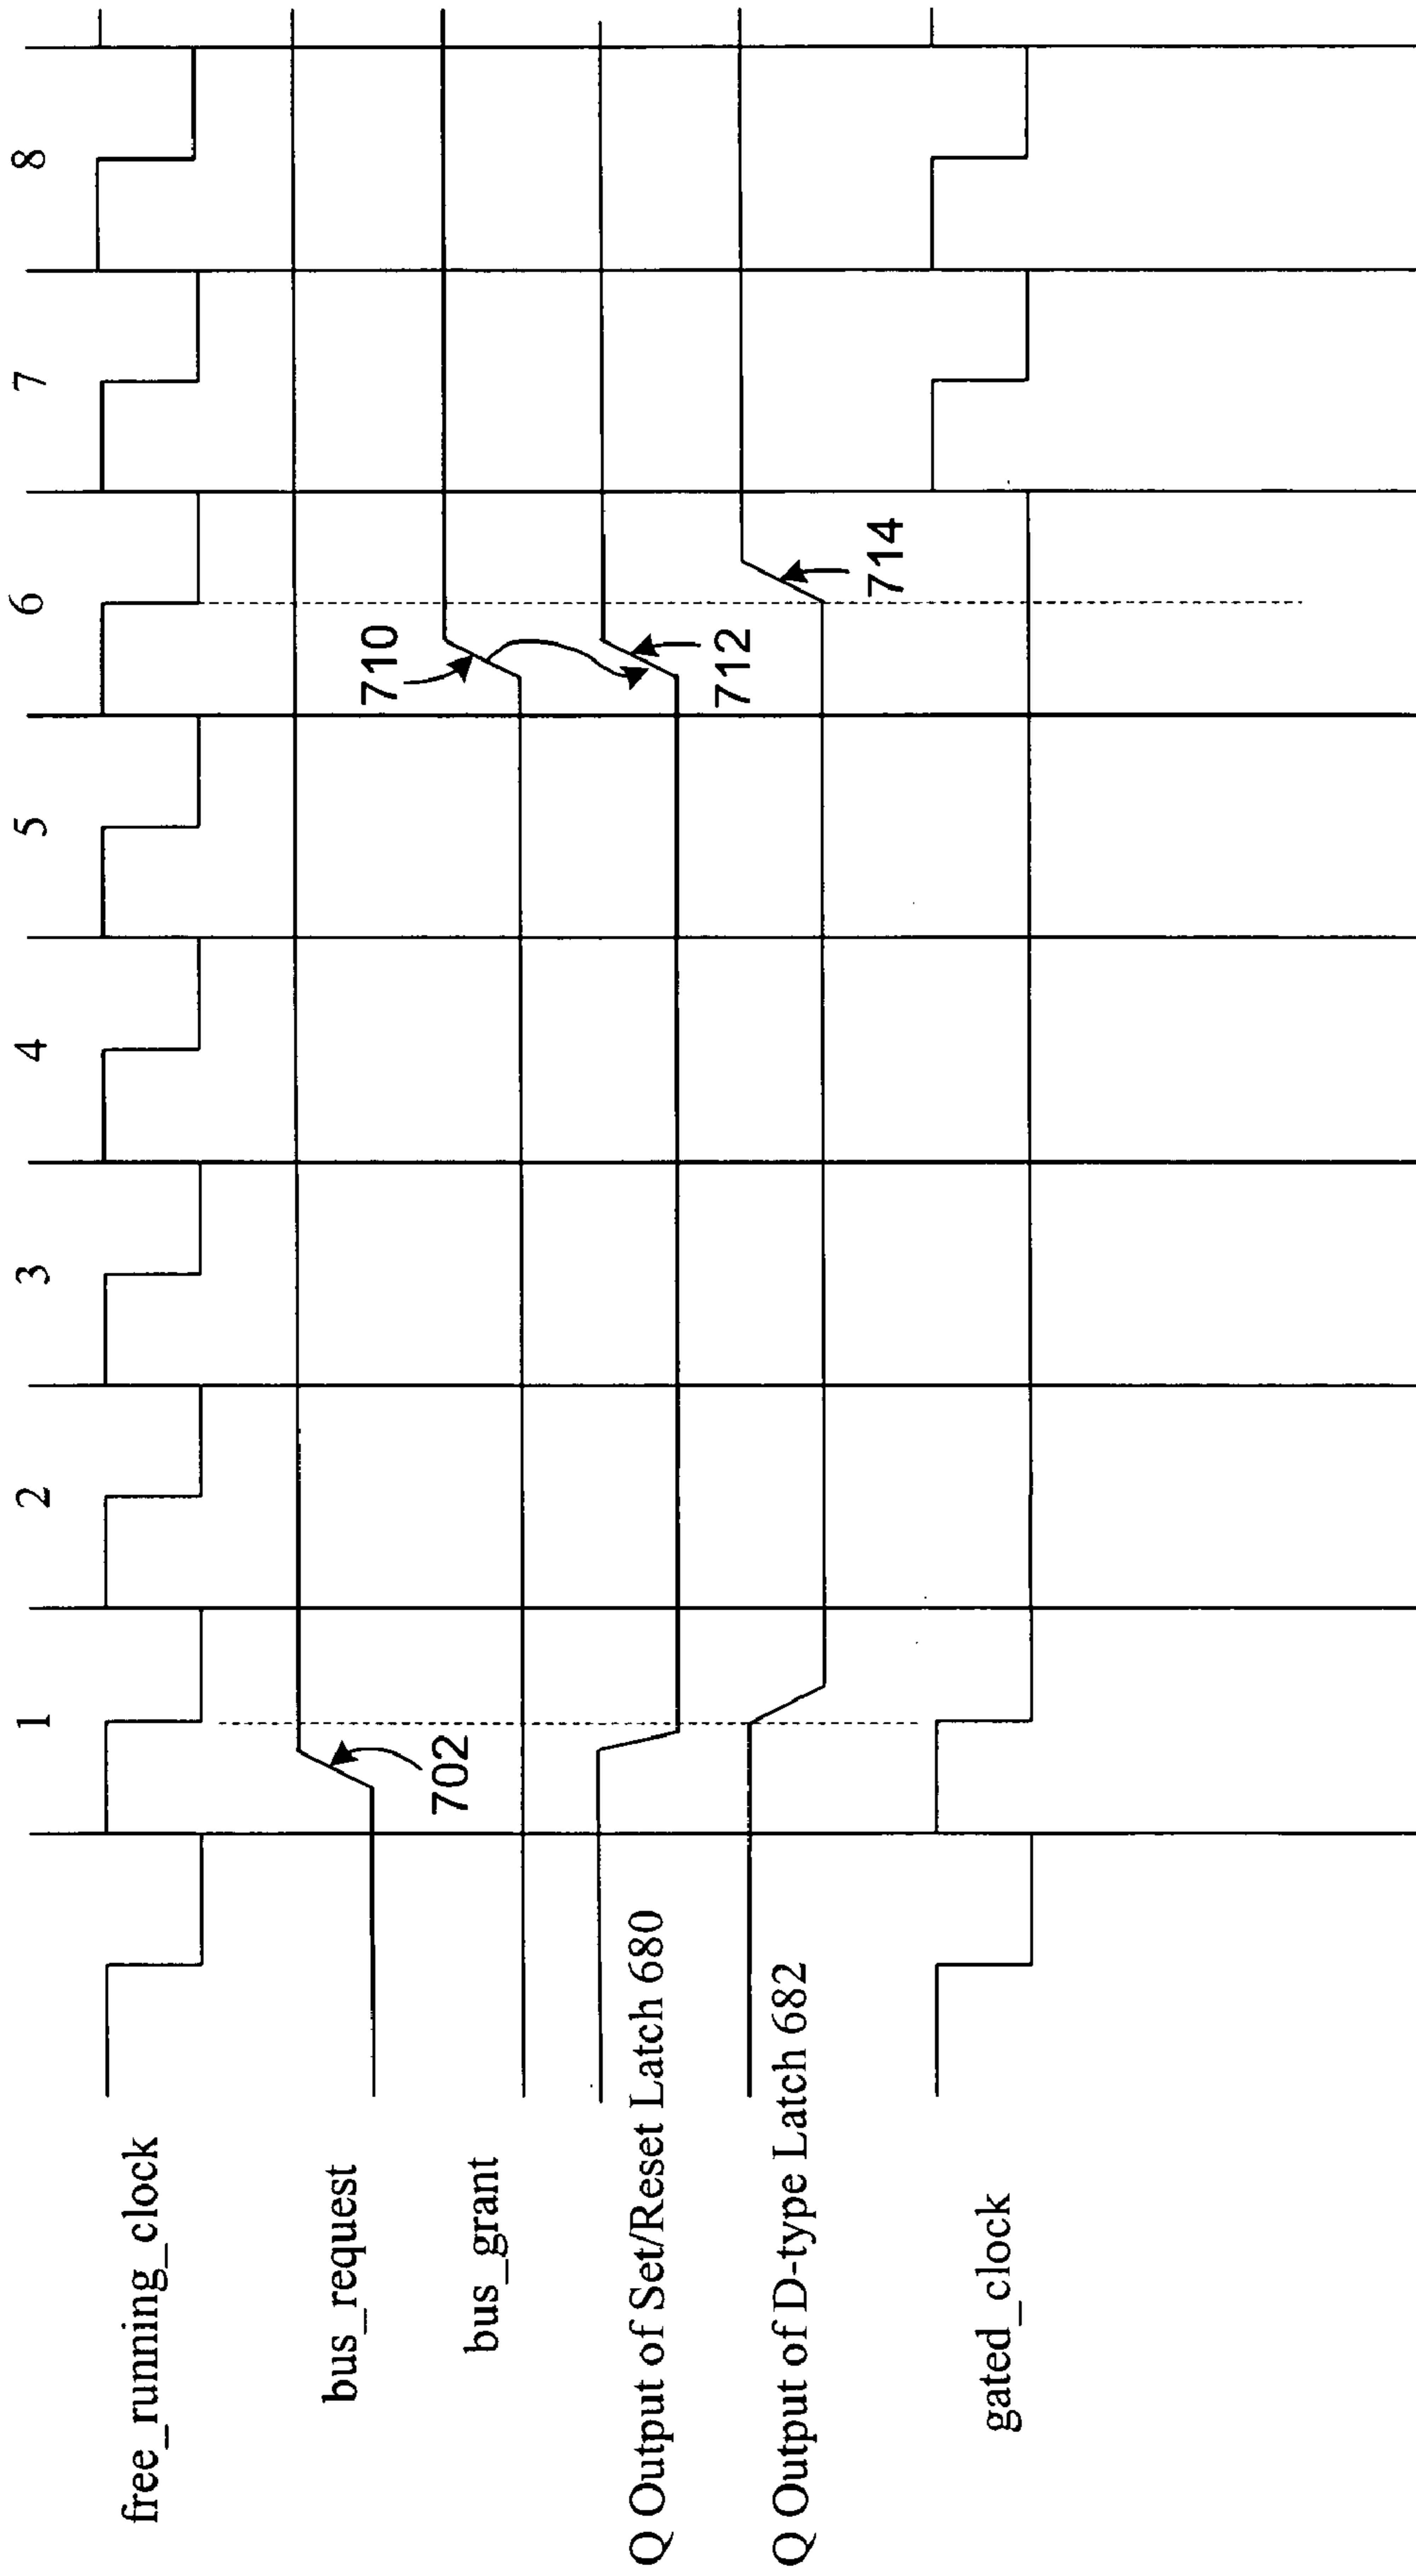 1 2 3 4 5 6 7 8
free_running_clock
bus_request
702
710
bus_grant
712
Q Output of Set/Reset Latch 680
714
Q Output of D-type Latch 682
gated_clock